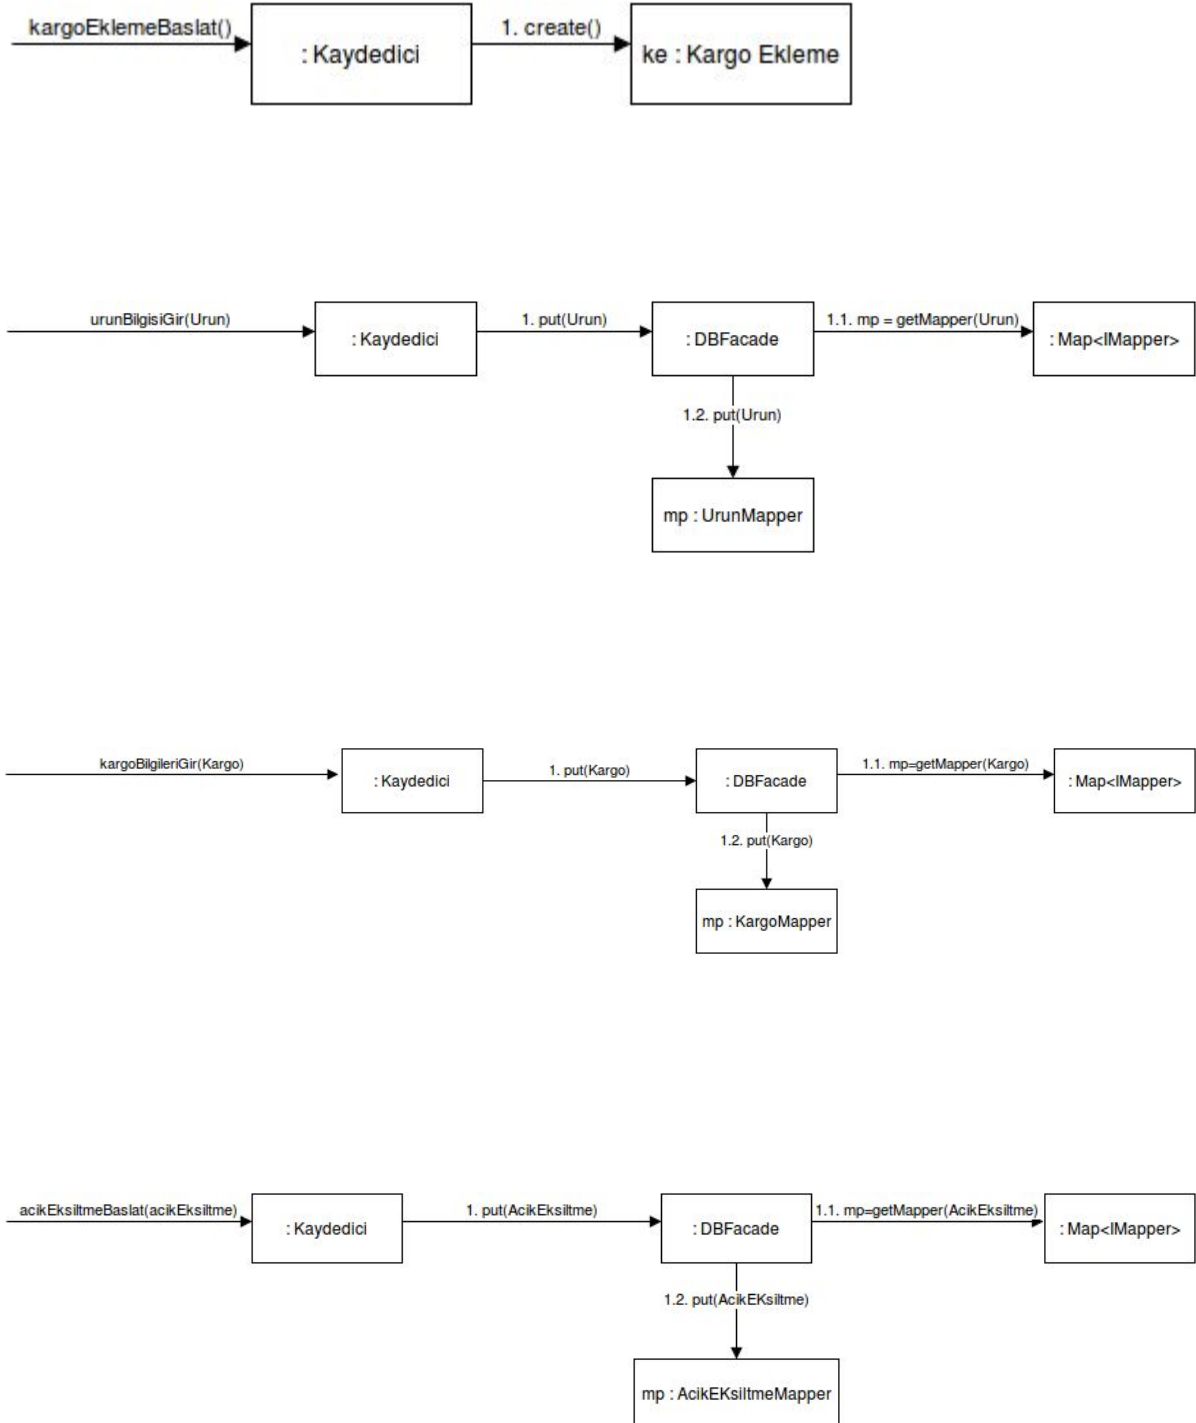 kargoEklemeBaslat()
: Kaydedici
1. create()
ke : Kargo Ekleme
urunBilgisiGir(Urun)
: Kaydedici
1. put(Urun)
: DBFacade
1.1. mp = getMapper(Urun)
: Map<IMapper>
1.2. put(Urun)
mp : UrunMapper
kargoBilgileriGir(Kargo)
: Kaydedici
1. put(Kargo)
: DBFacade
1.1. mp=getMapper(Kargo)
: Map<IMapper>
1.2. put(Kargo)
mp : KargoMapper
acikEksiltmeBaslat(acikEksiltme)
: Kaydedici
1. put(AcikEksiltme)
: DBFacade
1.1. mp=getMapper(AcikEksiltme)
: Map<IMapper>
1.2. put(AcikEKsiltme)
mp : AcikEKsiltmeMapper